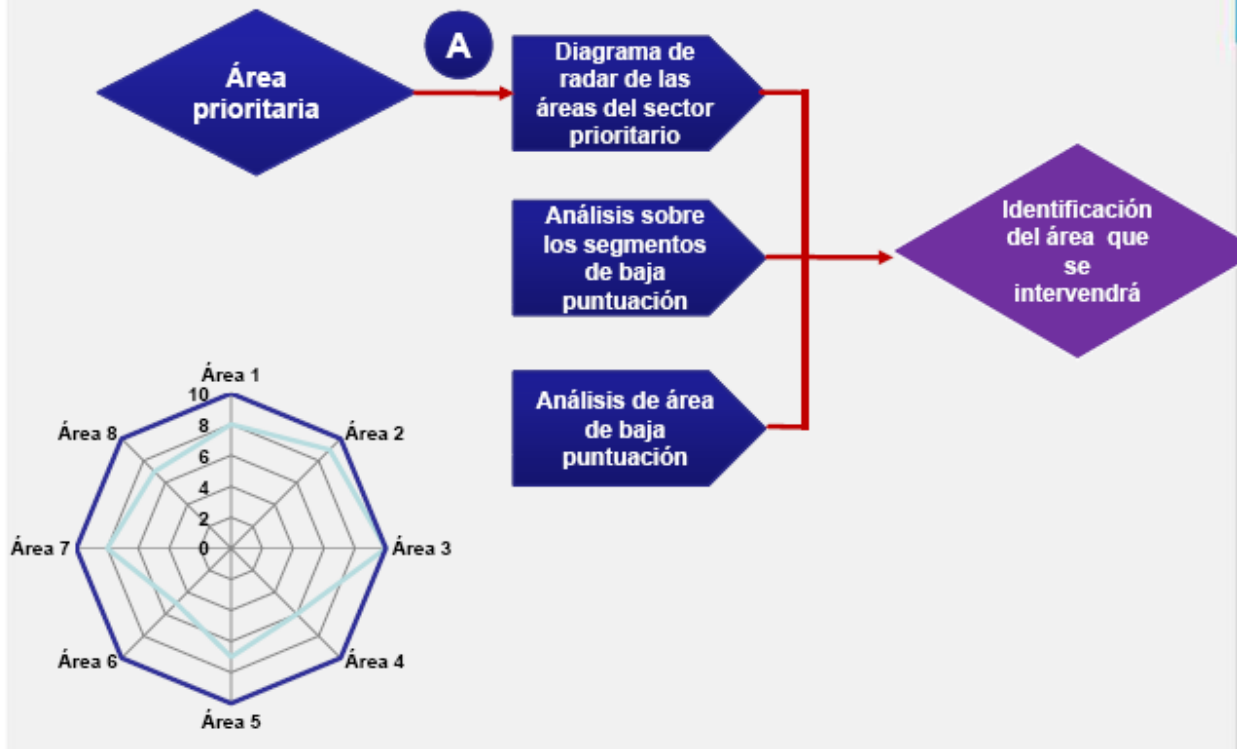 Área
prioritaria
A
Diagrama de
radar de las
áreas del sector
prioritario
Análisis sobre
los segmentos
de baja
puntuación
Análisis de área
de baja
puntuación
Identificación
del área que
se
intervendrá
Área 1
10
8
6
4
2
0
Área 2
Área 3
Área 4
Área 5
Área 6
Área 7
Área 8